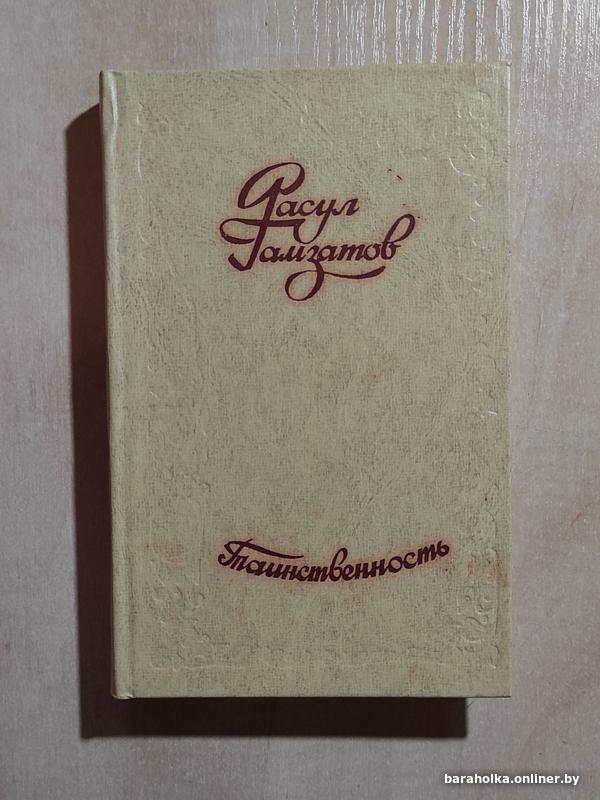 Расул
Гамзатов
Таинственность
baraholka.onliner.by